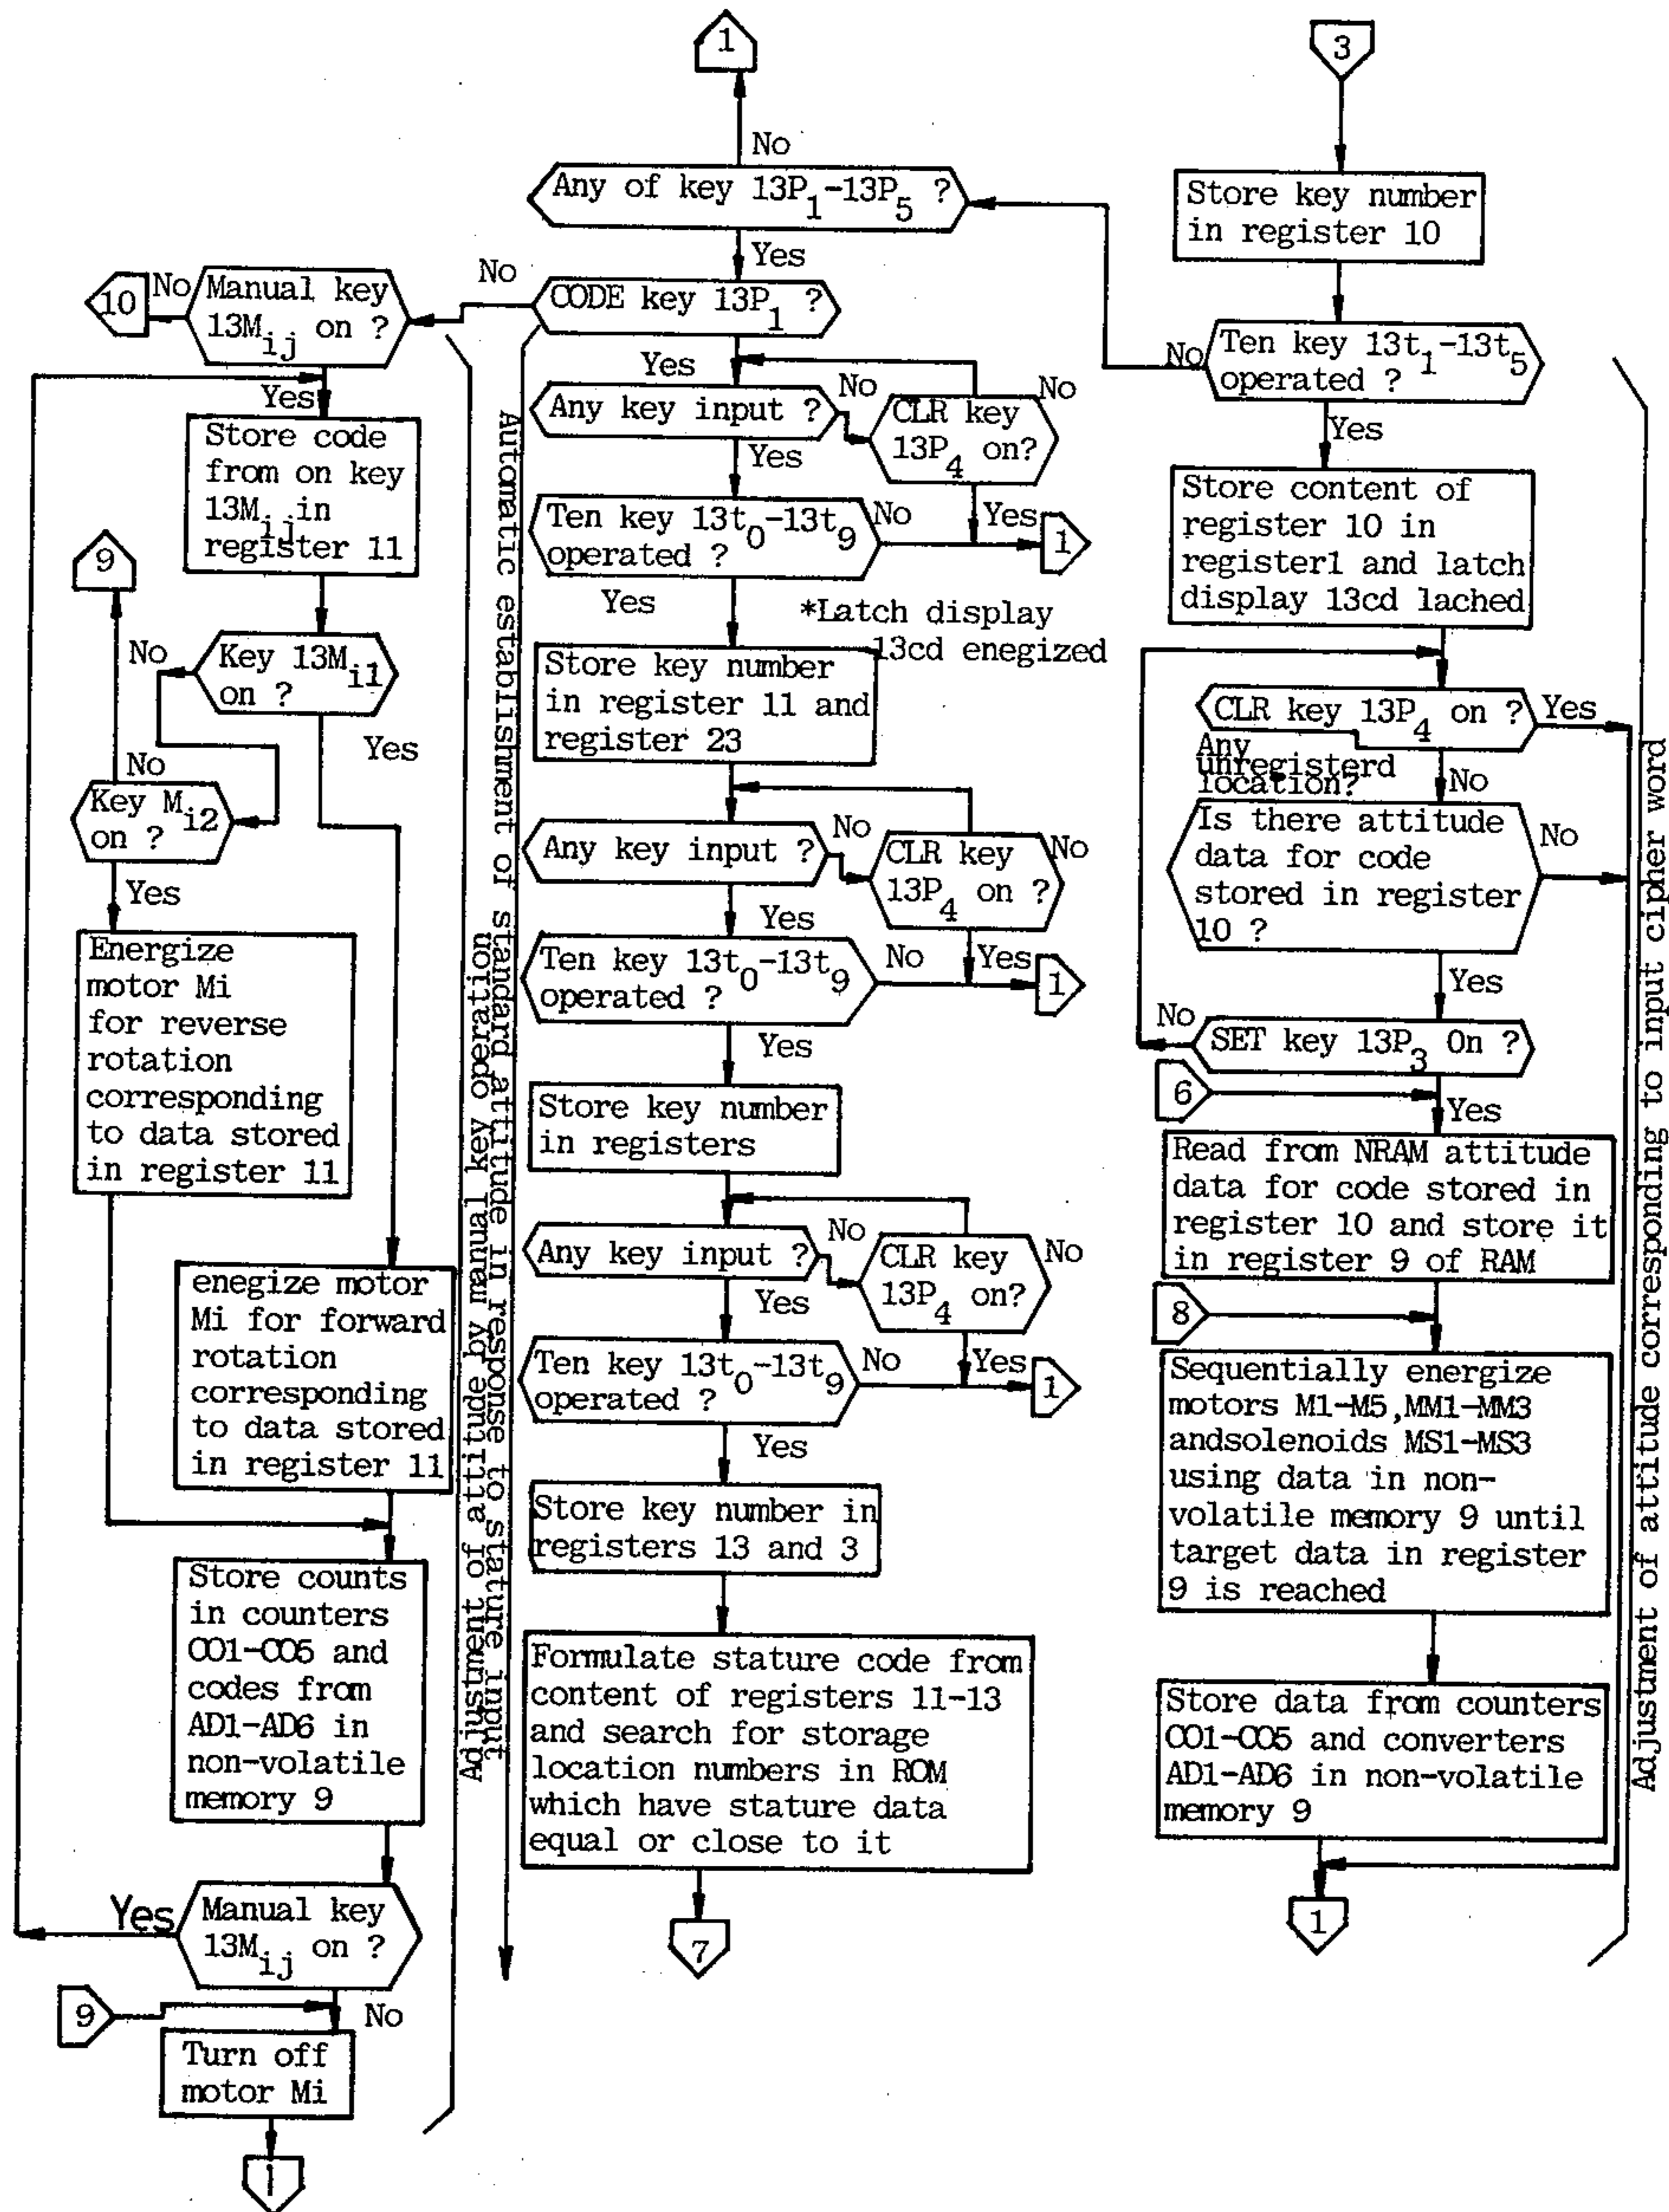 1
No
Any of key 13P1-13P5 ?
Yes
No
CODE key 13P1 ?
Yes
Any key input ?
No
CLR key
13P4 on?
No
Yes
Ten key 13t0-13t9
operated ?
No
Yes
1
Yes
*Latch display
13cd enegized
Store key number
in register 11 and
register 23
Any key input ?
No
CLR key
13P4 on ?
No
Yes
Ten key 13t0-13t9
operated ?
No
Yes
1
Yes
Store key number
in registers
Any key input ?
No
CLR key
13P4 on?
No
Yes
Ten key 13t0-13t9
operated ?
No
Yes
1
Yes
Store key number in
registers 13 and 3
Formulate stature code from
content of registers 11-13
and search for storage
location numbers in ROM
which have stature data
equal or close to it
7
Automatic establishment of standard attitude in response to stature input
10
No
Manual key
13Mij on ?
Yes
Store code
from on key
13Mij in
register 11
9
No
Key 13Mi1
on ?
Yes
No
Key Mi2
on ?
Yes
Energize
motor Mi
for reverse
rotation
corresponding
to data stored
in register 11
enegize motor
Mi for forward
rotation
corresponding
to data stored
in register 11
Store counts
in counters
CO1-CO5 and
codes from
AD1-AD6 in
non-volatile
memory 9
Yes
Manual key
13Mij on ?
9
No
Turn off
motor Mi
1
Adjustment of attitude by manual key operation
3
Store key number
in register 10
No
Ten key 13t1-13t5
operated ?
Yes
Store content of
register 10 in
register1 and latch
display 13cd lached
CLR key 13P4 on ?
Yes
Any
unregisterd
location?
No
Is there attitude
data for code
stored in register
10 ?
No
Yes
No
SET key 13P3 On ?
6
Yes
Read from NRAM attitude
data for code stored in
register 10 and store it
in register 9 of RAM
8
Sequentially energize
motors M1-M5,MM1-MM3
andsolenoids MS1-MS3
using data in non-
volatile memory 9 until
target data in register
9 is reached
Store data from counters
CO1-CO5 and converters
AD1-AD6 in non-volatile
memory 9
1
Adjustment of attitude corresponding to input cipher word